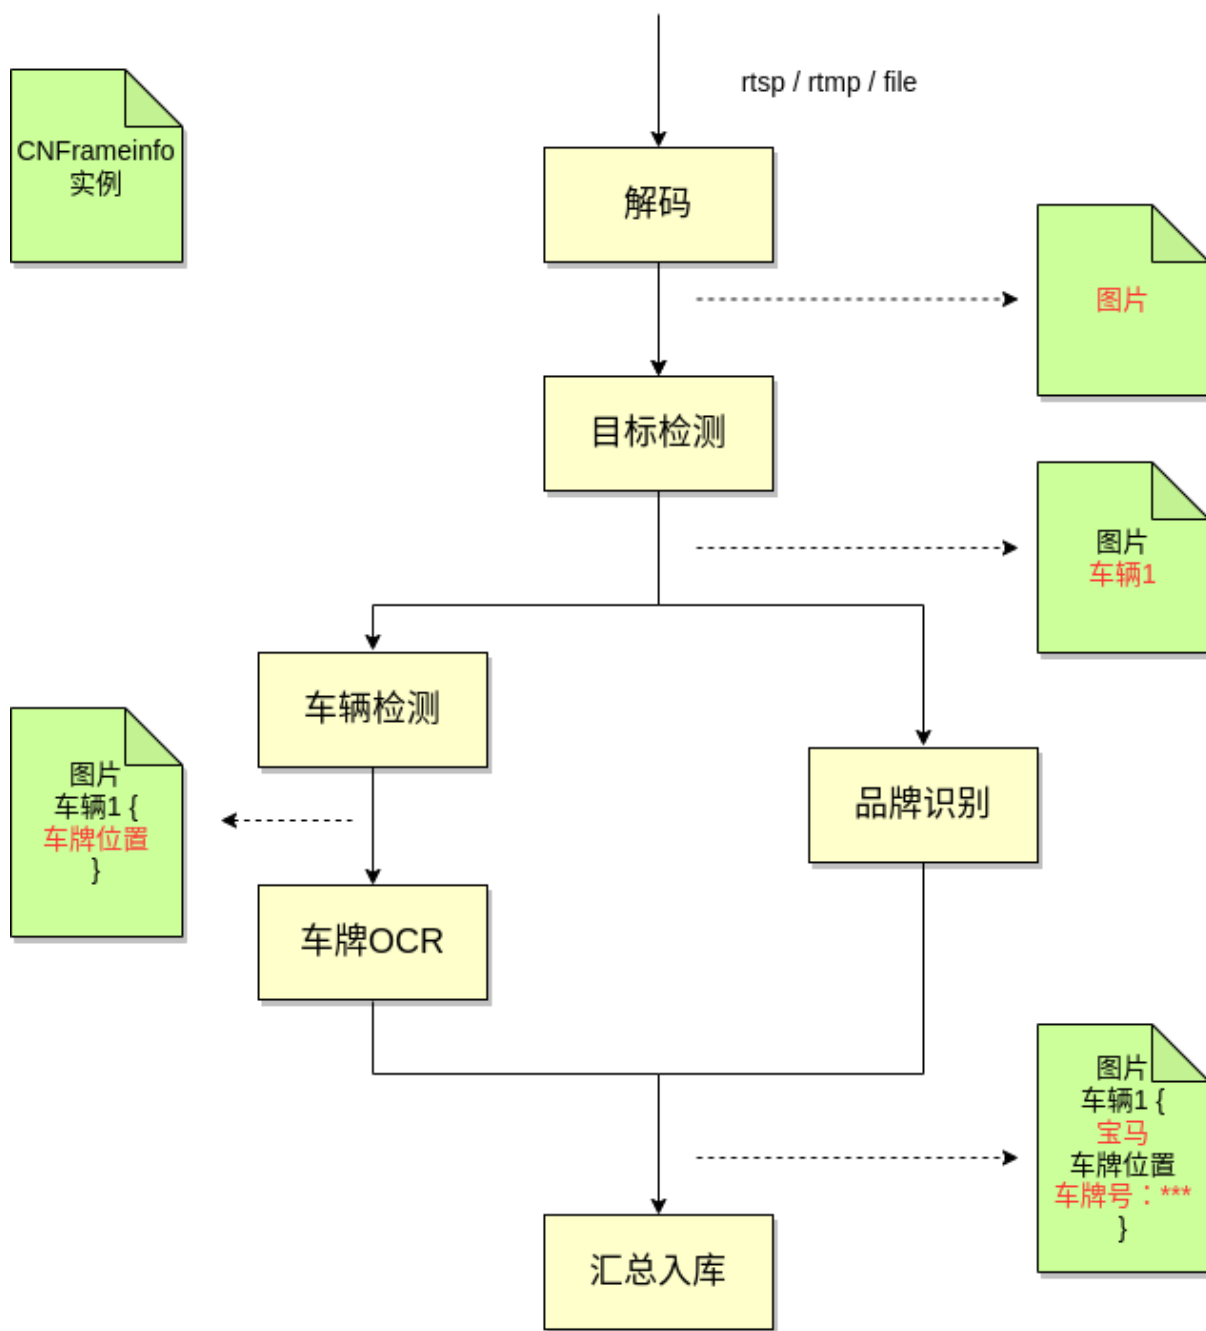 rtsp / rtmp / file
CNFrameinfo
实例
解码
图片
目标检测
图片
车辆1
车辆检测
图片
车辆1 {
车牌位置
}
品牌识别
车牌OCR
图片
车辆1 {
宝马
车牌位置
车牌号：***
}
汇总入库